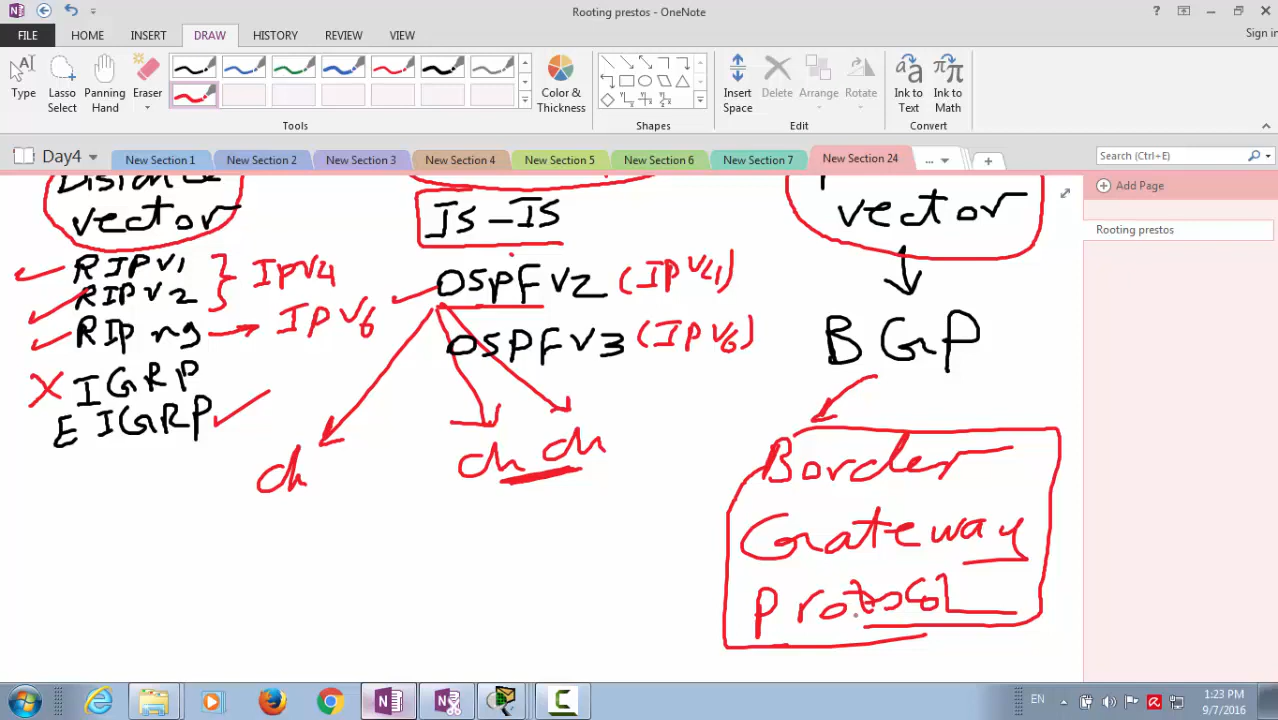 Rooting prestos - OneNote
?
FILE
HOME
INSERT
DRAW
HISTORY
REVIEW
VIEW
Sign in
Type
Lasso Select
Panning Hand
Eraser
Color & Thickness
Insert Space
Delete
Arrange
Rotate
Ink to Text
Ink to Math
Tools
Shapes
Edit
Convert
Day4
New Section 1
New Section 2
New Section 3
New Section 4
New Section 5
New Section 6
New Section 7
New Section 24
...
Search (Ctrl+E)
Add Page
Rooting prestos
Distance
vector
RIPV1
RIPV2
} IPV4
RIP ng → IPV6
X IGRP
EIGRP
IS-IS
OSPFV2 (IPV4)
OSPFV3 (IPV6)
ch
ch
ch
vector
BGP
Border
Gateway
Protocol
EN
1:23 PM
9/7/2016